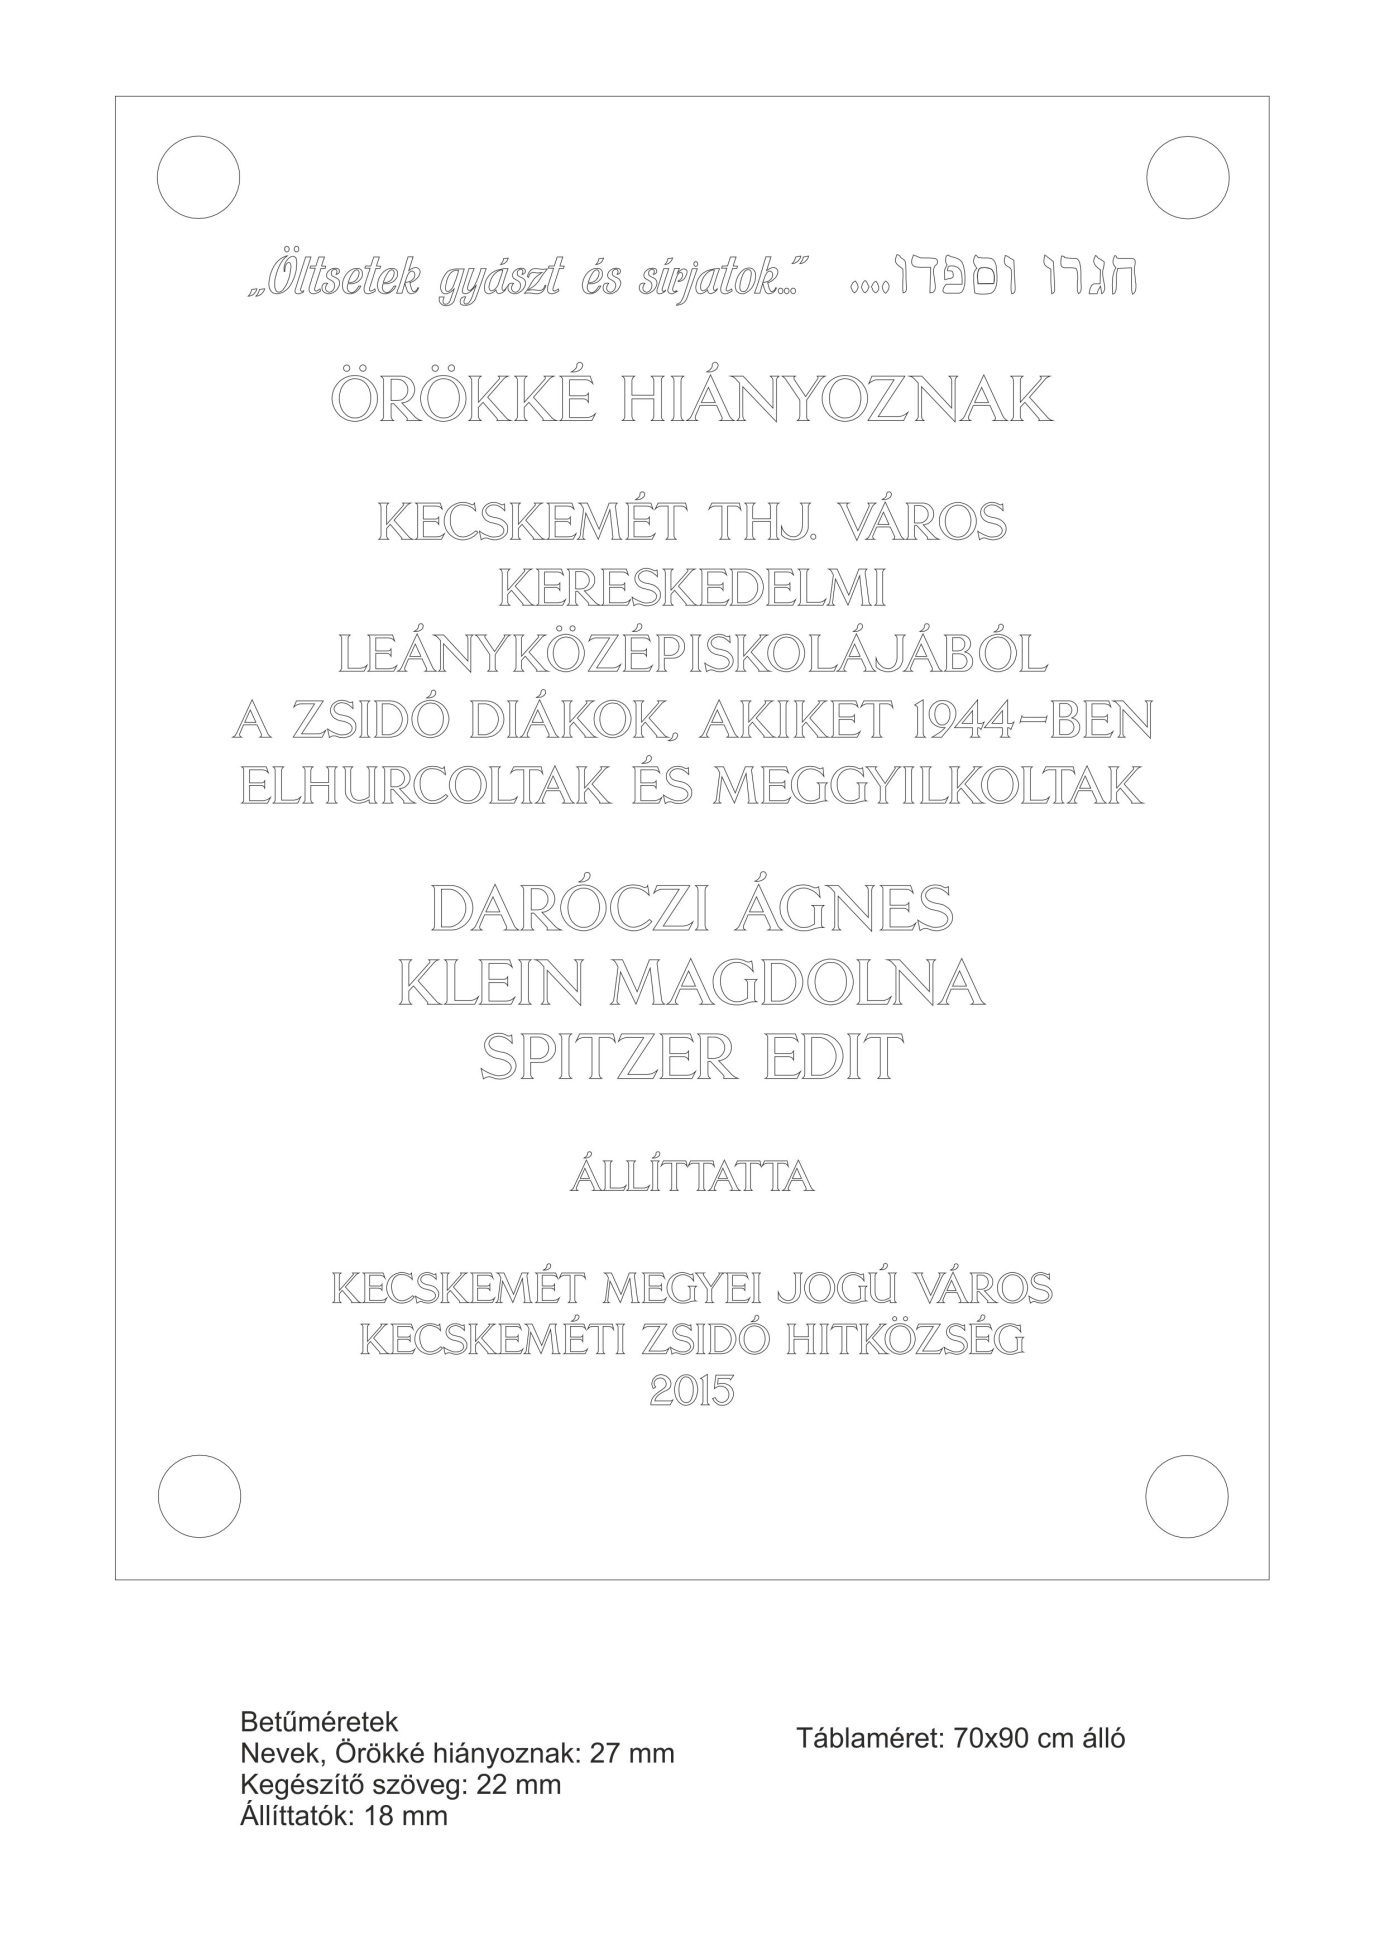 „Öltsetek gyászt és sírjatok...” חגרו וספדו....
ÖRÖKKÉ HIÁNYOZNAK
KECSKEMÉT THJ. VÁROS
KERESKEDELMI
LEÁNYKÖZÉPISKOLÁJÁBÓL
A ZSIDÓ DIÁKOK, AKIKET 1944-BEN
ELHURCOLTAK ÉS MEGGYILKOLTAK
DARÓCZI ÁGNES
KLEIN MAGDOLNA
SPITZER EDIT
ÁLLÍTTATTA
KECSKEMÉT MEGYEI JOGÚ VÁROS
KECSKEMÉTI ZSIDÓ HITKÖZSÉG
2015
Betűméretek
Nevek, Örökké hiányoznak: 27 mm
Kegészítő szöveg: 22 mm
Állíttatók: 18 mm
Táblaméret: 70x90 cm álló